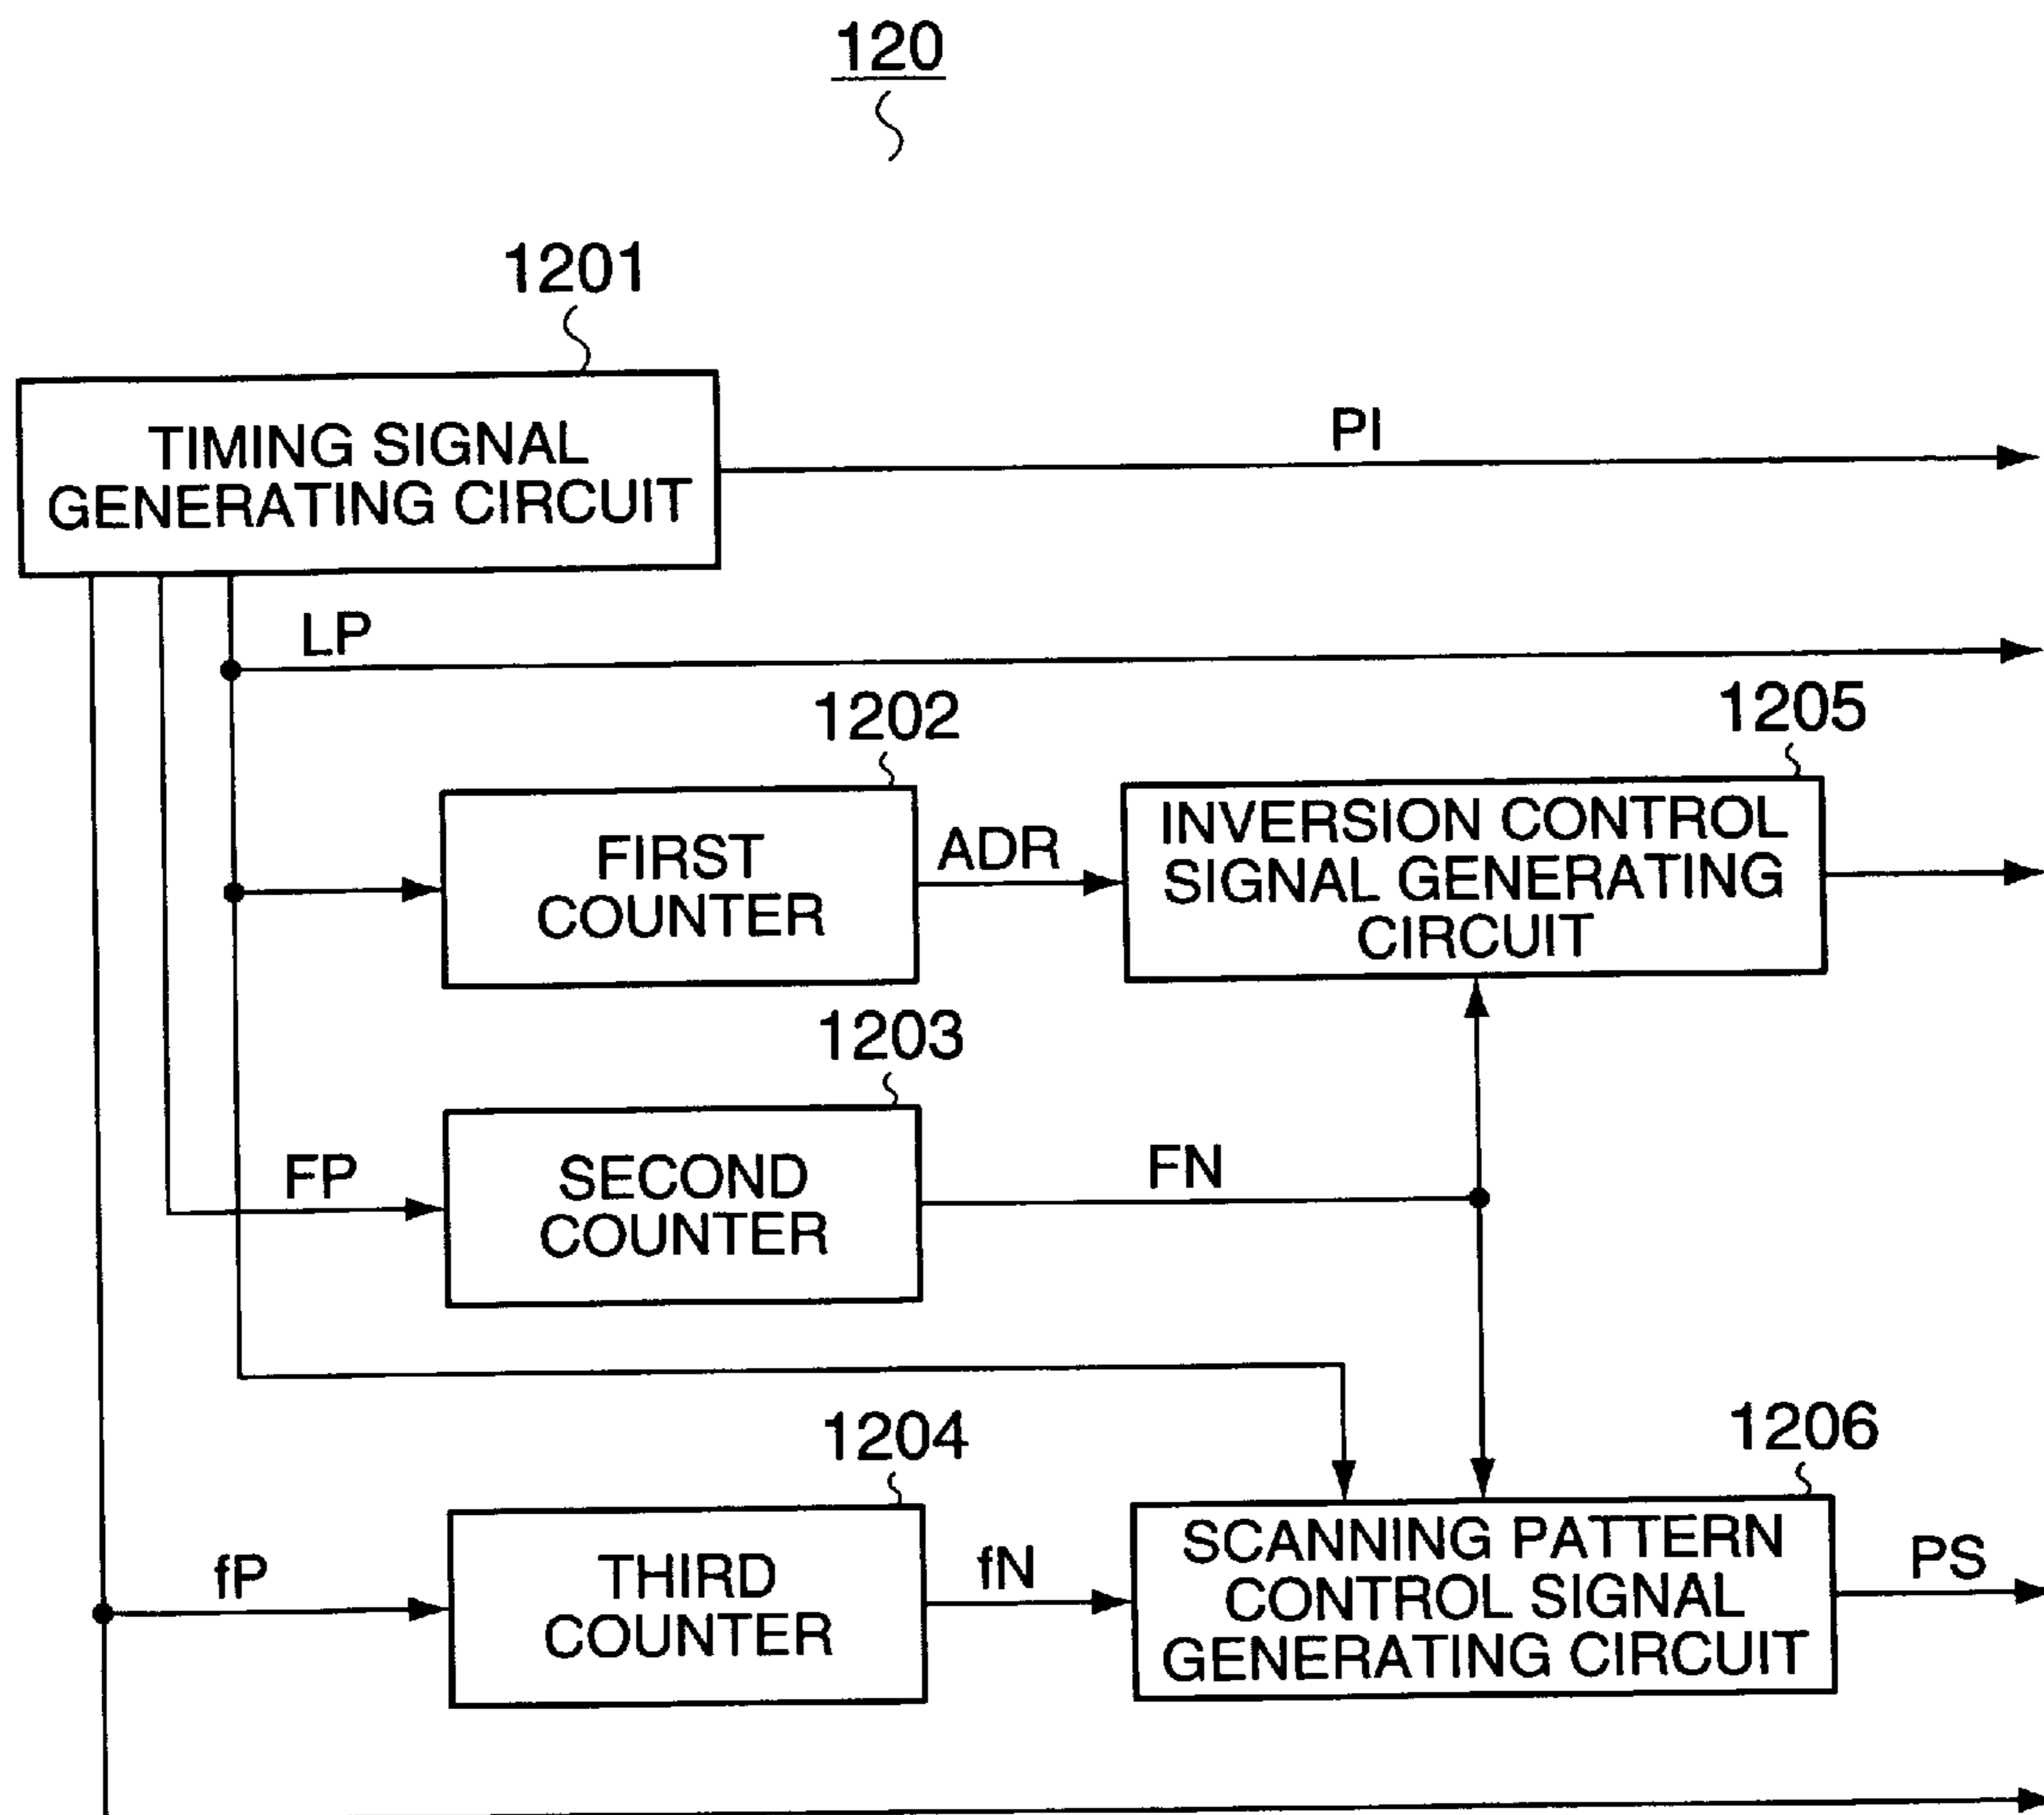 120
1201
TIMING SIGNAL
GENERATING CIRCUIT
PI
LP
1202
1205
FIRST
COUNTER
ADR
INVERSION CONTROL
SIGNAL GENERATING
CIRCUIT
1203
FP
SECOND
COUNTER
FN
1204
1206
fP
THIRD
COUNTER
fN
SCANNING PATTERN
CONTROL SIGNAL
GENERATING CIRCUIT
PS